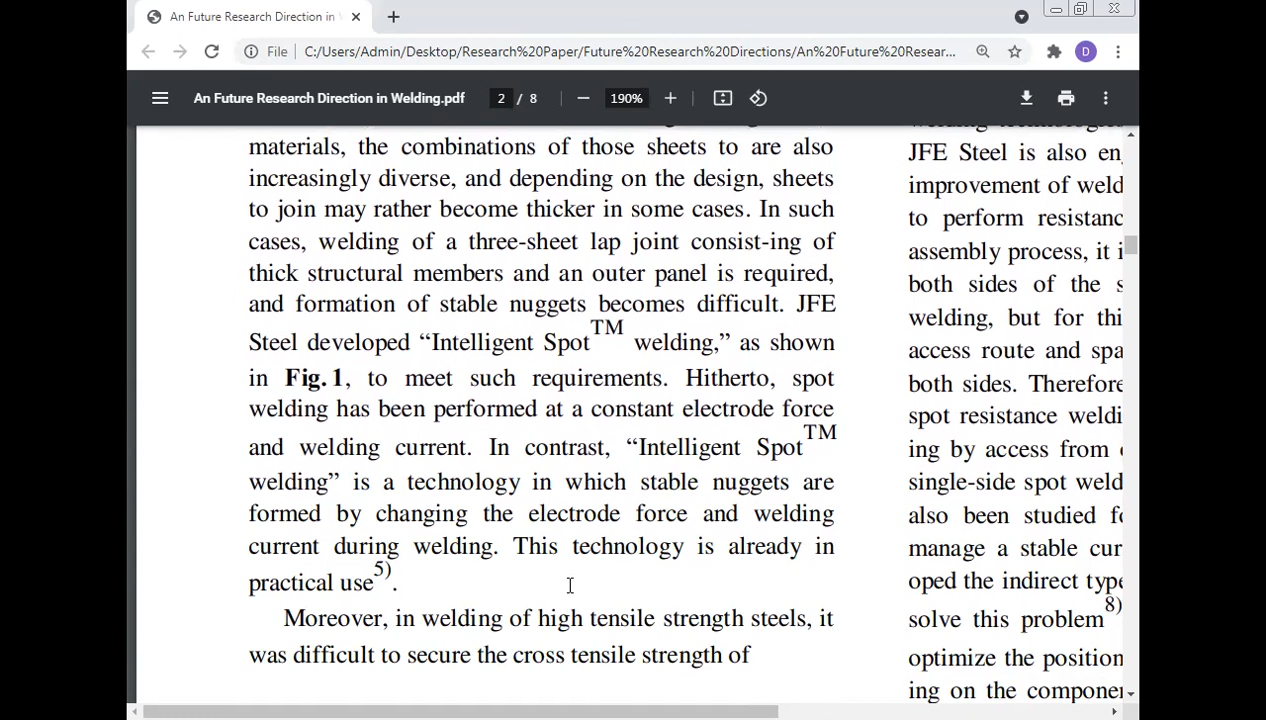 An Future Research Direction in
File C:/Users/Admin/Desktop/Research%20Paper/Future%20Research%20Directions/An%20Future%20Resear...
D
An Future Research Direction in Welding.pdf 2 / 8 190%
materials, the combinations of those sheets to are also
increasingly diverse, and depending on the design, sheets
to join may rather become thicker in some cases. In such
cases, welding of a three-sheet lap joint consist-ing of
thick structural members and an outer panel is required,
and formation of stable nuggets becomes difficult. JFE
Steel developed “Intelligent Spot™ welding,” as shown
in Fig. 1, to meet such requirements. Hitherto, spot
welding has been performed at a constant electrode force
and welding current. In contrast, “Intelligent Spot™
welding” is a technology in which stable nuggets are
formed by changing the electrode force and welding
current during welding. This technology is already in
practical use5).
Moreover, in welding of high tensile strength steels, it
was difficult to secure the cross tensile strength of
welding technologies
JFE Steel is also en
improvement of weld
to perform resistanc
assembly process, it i
both sides of the s
welding, but for thi
access route and spa
both sides. Therefore
spot resistance weldi
ing by access from
single-side spot weld
also been studied fo
manage a stable cur
oped the indirect type
solve this problem8)
optimize the position
ing on the componen